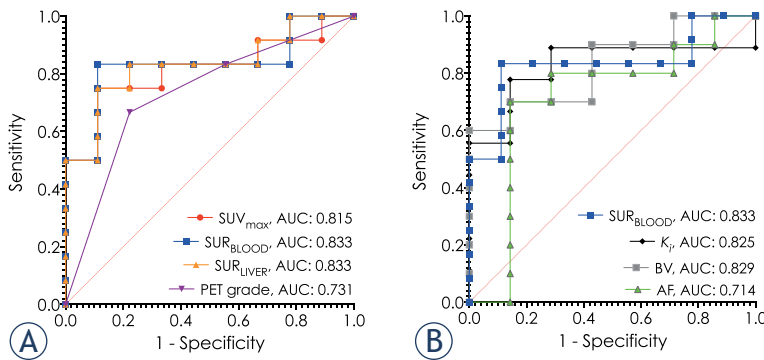 1.0
0.8
0.6
0.4
0.2
0.0
Sensitivity
0.0 0.2 0.4 0.6 0.8 1.0
1 - Specificity
SUVmax, AUC: 0.815
SURBLOOD, AUC: 0.833
SURLIVER, AUC: 0.833
PET grade, AUC: 0.731
A
1.0
0.8
0.6
0.4
0.2
0.0
Sensitivity
0.0 0.2 0.4 0.6 0.8 1.0
1 - Specificity
SURBLOOD, AUC: 0.833
Ki, AUC: 0.825
BV, AUC: 0.829
AF, AUC: 0.714
B